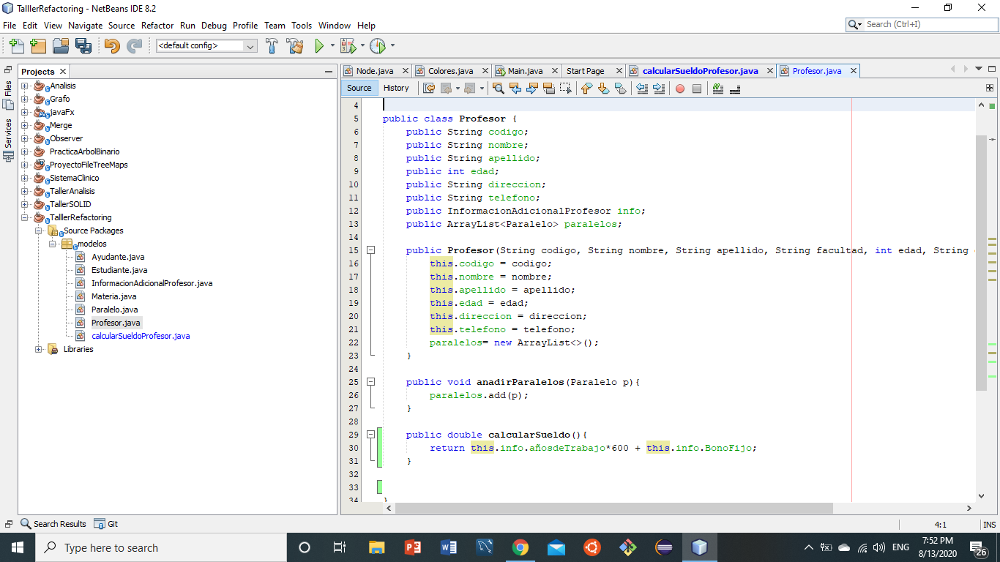 TalllerRefactoring - NetBeans IDE 8.2
File Edit View Navigate Source Refactor Run Debug Profile Team Tools Window Help
Search (Ctrl+I)
<default config>
Files
Services
Projects
Analisis
Grafo
javaFx
Merge
Observer
PracticaArbolBinario
ProyectoFileTreeMaps
SistemaClinico
TallerAnalisis
TallerSOLID
TalllerRefactoring
Source Packages
modelos
Ayudante.java
Estudiante.java
InformacionAdicionalProfesor.java
Materia.java
Paralelo.java
Profesor.java
calcularSueldoProfesor.java
Libraries
Node.java Colores.java Main.java Start Page calcularSueldoProfesor.java Profesor.java
Source History
4
5 public class Profesor {
6 public String codigo;
7 public String nombre;
8 public String apellido;
9 public int edad;
10 public String direccion;
11 public String telefono;
12 public InformacionAdicionalProfesor info;
13 public ArrayList<Paralelo> paralelos;
14
15 public Profesor(String codigo, String nombre, String apellido, String facultad, int edad, String
16 this.codigo = codigo;
17 this.nombre = nombre;
18 this.apellido = apellido;
19 this.edad = edad;
20 this.direccion = direccion;
21 this.telefono = telefono;
22 paralelos= new ArrayList<>();
23 }
24
25 public void anadirParalelos(Paralelo p){
26 paralelos.add(p);
27 }
28
29 public double calcularSueldo(){
30 return this.info.añosdeTrabajo*600 + this.info.BonoFijo;
31 }
32
33
34 }
Search Results Git
4:1 INS
Type here to search
ENG
7:52 PM
8/13/2020
26